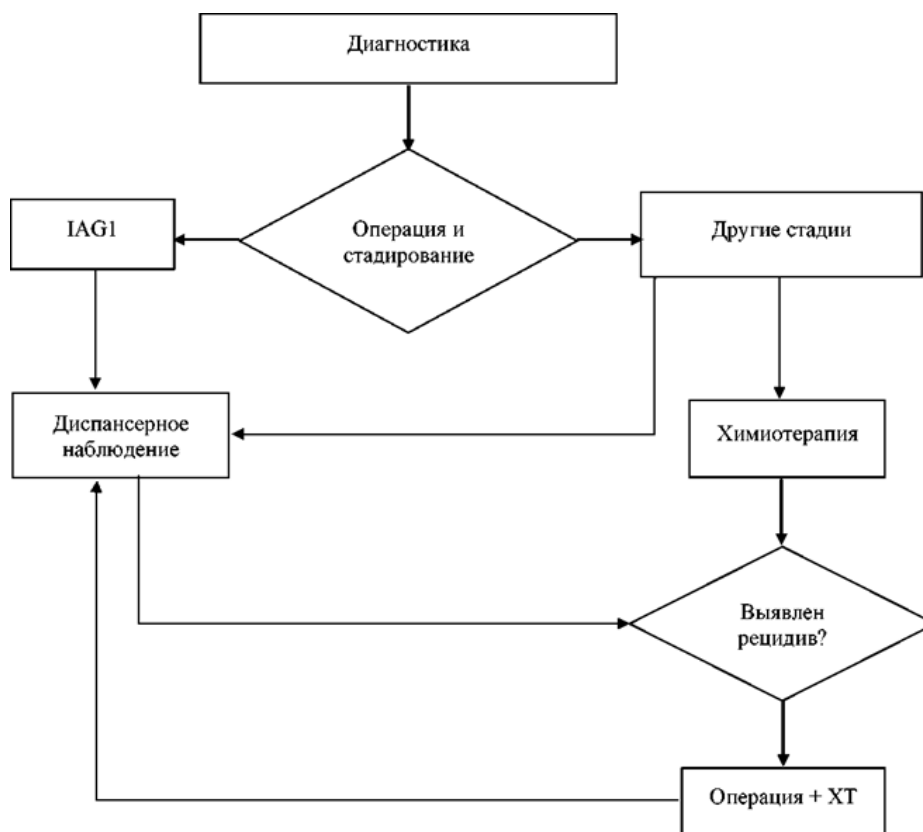 Диагностика
IAG1
Операция и
стадирование
Другие стадии
Диспансерное
наблюдение
Химиотерапия
Выявлен
рецидив?
Операция + ХТ